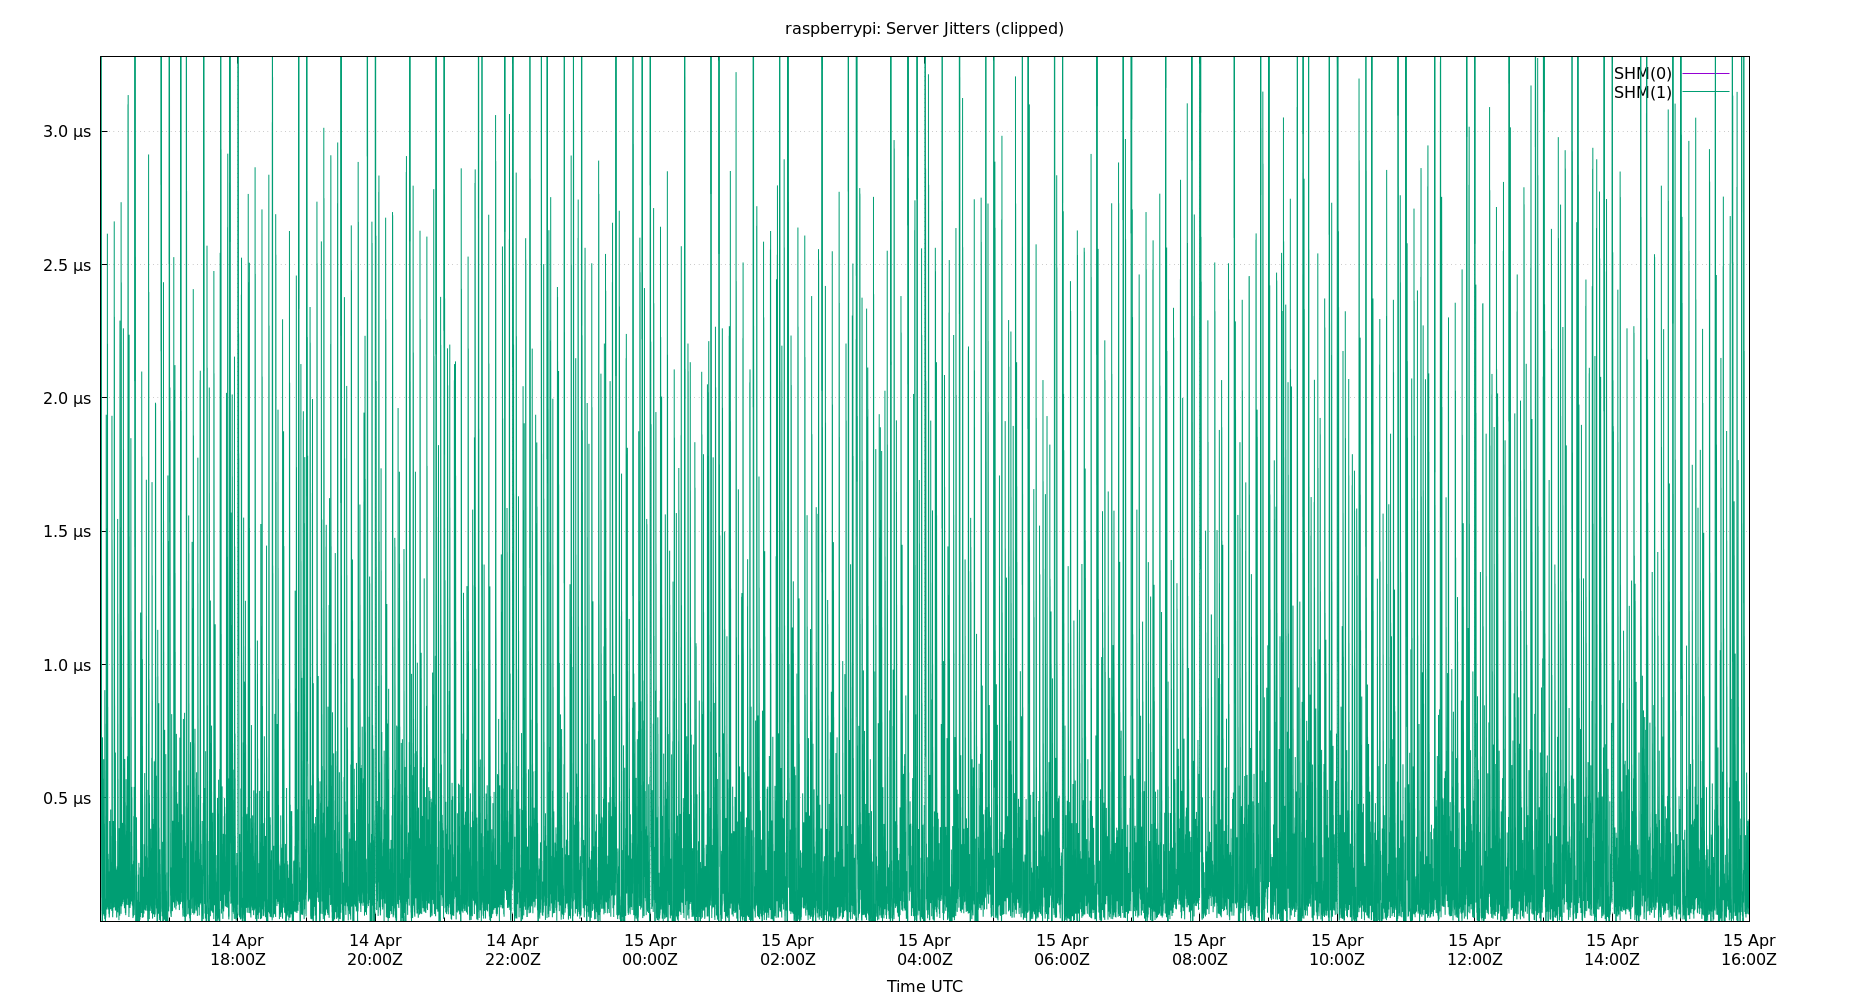 raspberrypi: Server Jitters (clipped)
SHM(0)
SHM(1)
3.0 µs
2.5 µs
2.0 µs
1.5 µs
1.0 µs
0.5 µs
14 Apr 14 Apr 14 Apr 15 Apr 15 Apr 15 Apr 15 Apr 15 Apr 15 Apr 15 Apr 15 Apr 15 Apr
18:00Z 20:00Z 22:00Z 00:00Z 02:00Z 04:00Z 06:00Z 08:00Z 10:00Z 12:00Z 14:00Z 16:00Z
Time UTC